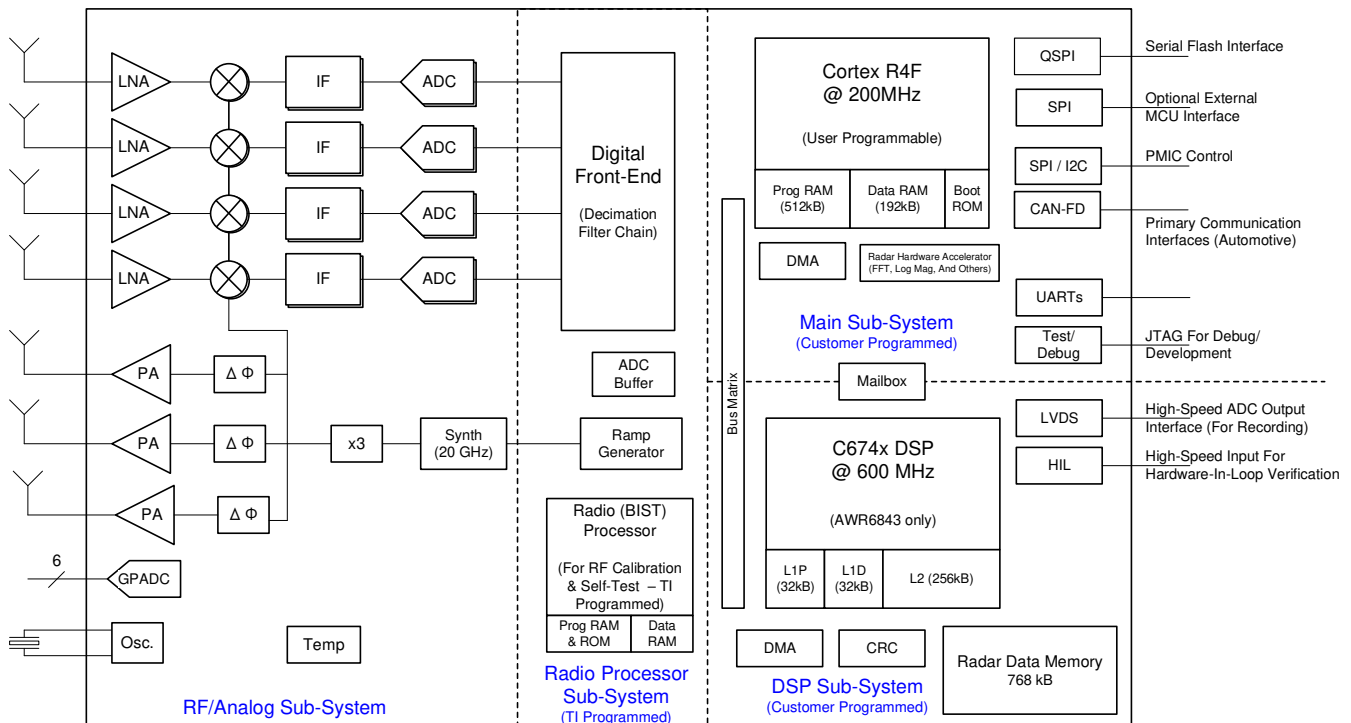 LNA
IF
ADC
LNA
IF
ADC
LNA
IF
ADC
LNA
IF
ADC
PA
Δ Φ
PA
Δ Φ
x3
Synth
(20 GHz)
PA
Δ Φ
6
GPADC
Osc.
Temp
RF/Analog Sub-System
Digital
Front-End
(Decimation
Filter Chain)
ADC
Buffer
Ramp
Generator
Radio (BIST)
Processor
(For RF Calibration
& Self-Test – TI
Programmed)
Prog RAM
& ROM
Data
RAM
Radio Processor
Sub-System
(TI Programmed)
Cortex R4F
@ 200MHz
(User Programmable)
Prog RAM
(512kB)
Data RAM
(192kB)
Boot
ROM
DMA
Radar Hardware Accelerator
(FFT, Log Mag, And Others)
Main Sub-System
(Customer Programmed)
Bus Matrix
Mailbox
C674x DSP
@ 600 MHz
(AWR6843 only)
L1P
(32kB)
L1D
(32kB)
L2 (256kB)
DMA
CRC
DSP Sub-System
(Customer Programmed)
Radar Data Memory
768 kB
QSPI
Serial Flash Interface
SPI
Optional External
MCU Interface
SPI / I2C
PMIC Control
CAN-FD
Primary Communication
Interfaces (Automotive)
UARTs
Test/
Debug
JTAG For Debug/
Development
LVDS
High-Speed ADC Output
Interface (For Recording)
HIL
High-Speed Input For
Hardware-In-Loop Verification